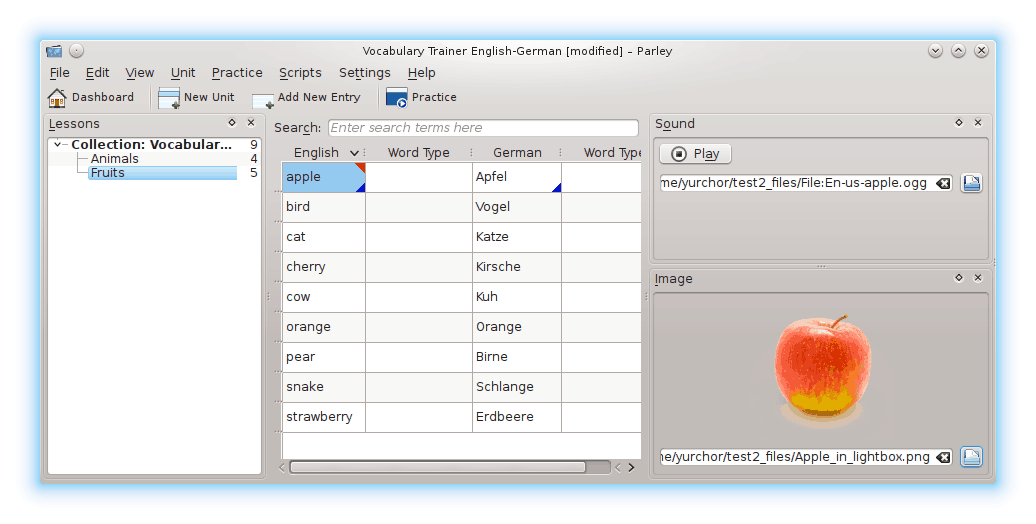 Vocabulary Trainer English-German [modified] – Parley
File Edit View Unit Practice Scripts Settings Help
Dashboard New Unit Add New Entry Practice
Lessons
Collection: Vocabular... 9
Animals 4
Fruits 5
Search: Enter search terms here
English Word Type German Word Type
apple Apfel
bird Vogel
cat Katze
cherry Kirsche
cow Kuh
orange Orange
pear Birne
snake Schlange
strawberry Erdbeere
Sound
Play
me/yurchor/test2_files/File:En-us-apple.ogg
Image
ne/yurchor/test2_files/Apple_in_lightbox.png